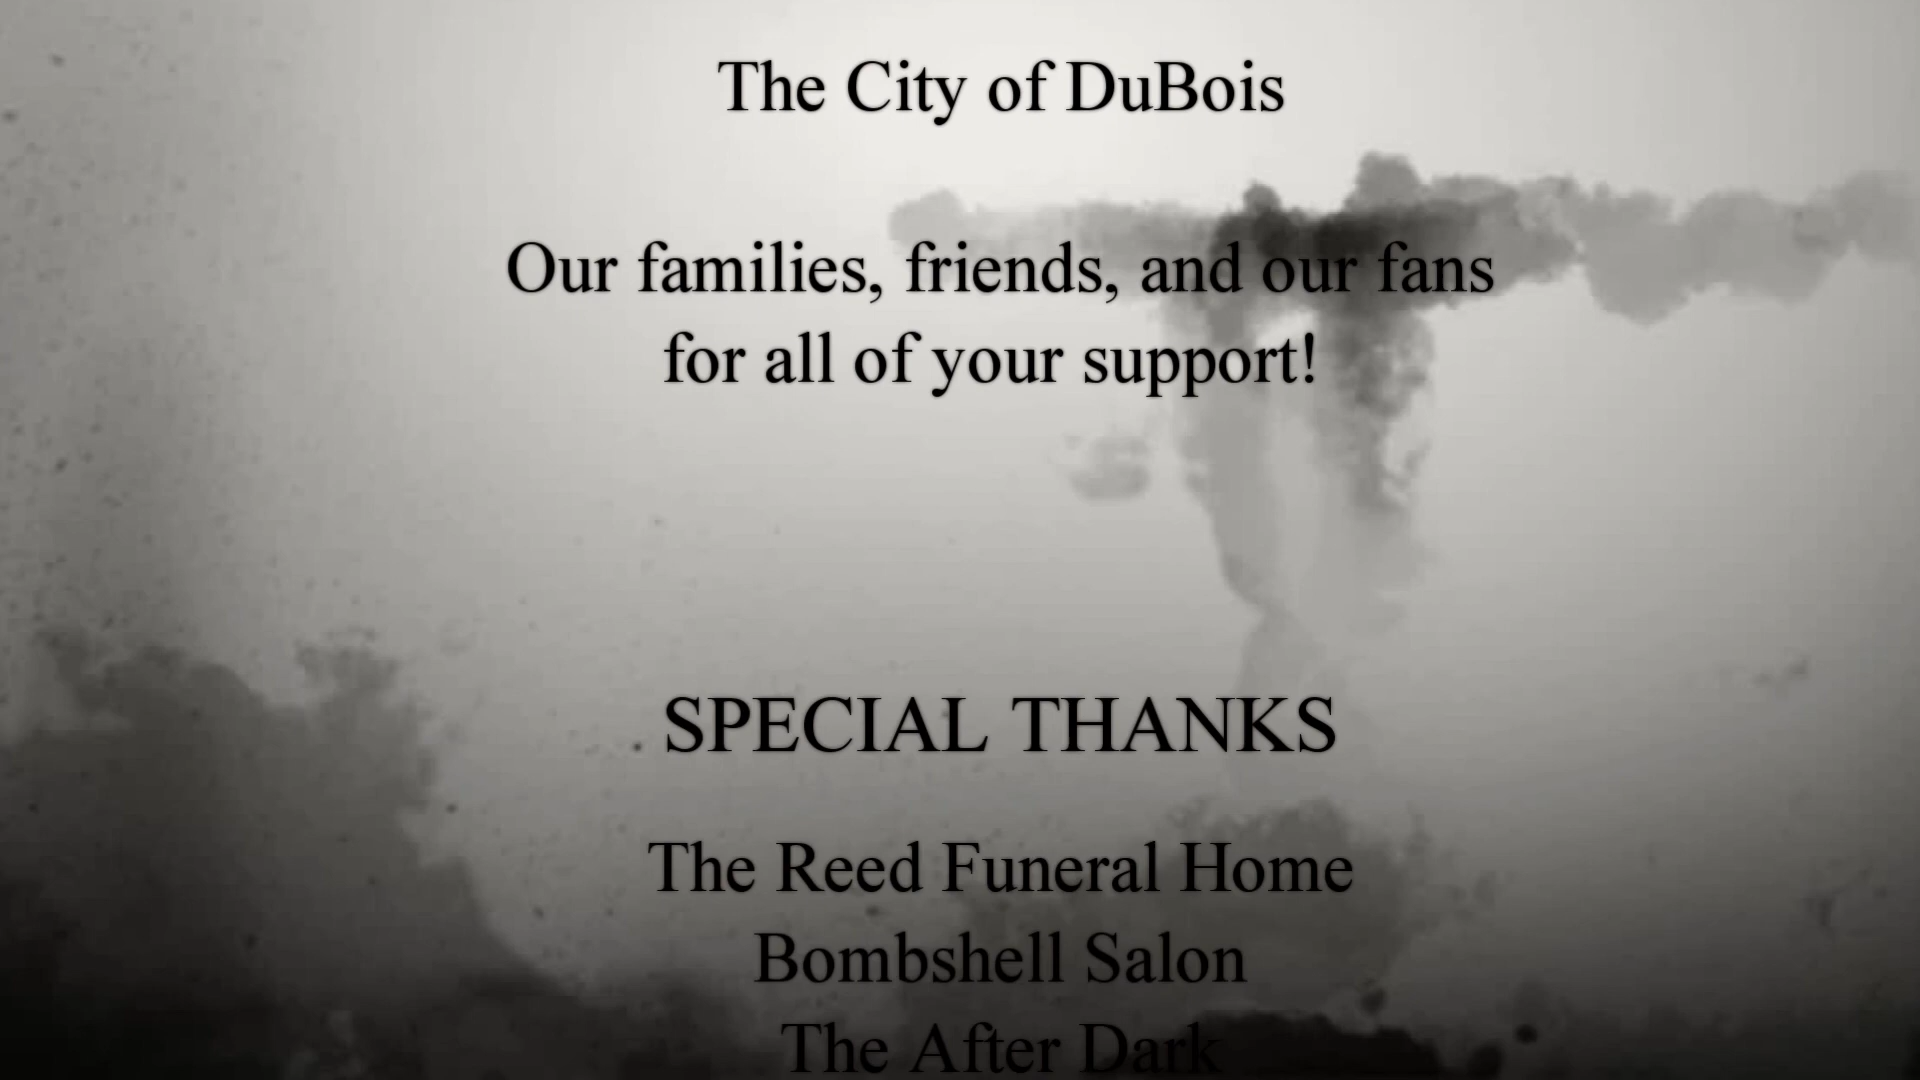 The City of DuBois
Our families, friends, and our fans
for all of your support!
SPECIAL THANKS
The Reed Funeral Home
Bombshell Salon
The After Dark